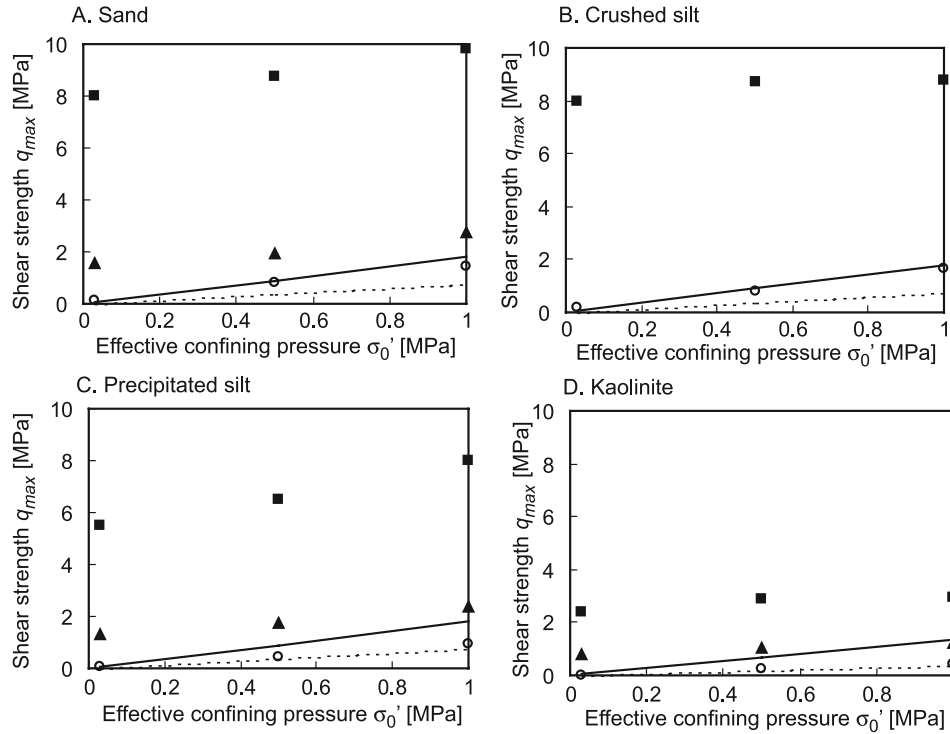 A. Sand
Shear strength qmax [MPa]
10
8
6
4
2
0
0 0.2 0.4 0.6 0.8 1
Effective confining pressure σ0’ [MPa]
B. Crushed silt
Shear strength qmax [MPa]
10
8
6
4
2
0
0 0.2 0.4 0.6 0.8 1
Effective confining pressure σ0’ [MPa]
C. Precipitated silt
Shear strength qmax [MPa]
10
8
6
4
2
0
0 0.2 0.4 0.6 0.8 1
Effective confining pressure σ0’ [MPa]
D. Kaolinite
Shear strength qmax [MPa]
10
8
6
4
2
0
0 0.2 0.4 0.6 0.8
Effective confining pressure σ0’ [MPa]